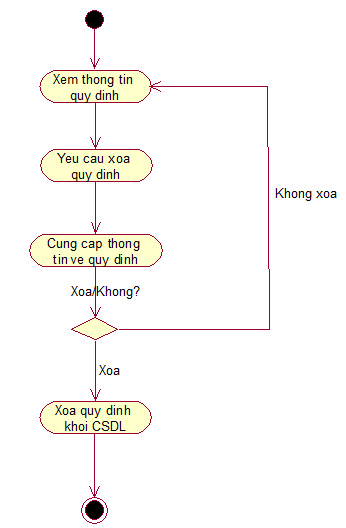 Xem thong tin
quy dinh
Yeu cau xoa
quy dinh
Khong xoa
Cung cap thong
tin ve quy dinh
Xoa/Khong?
Xoa
Xoa quy dinh
khoi CSDL